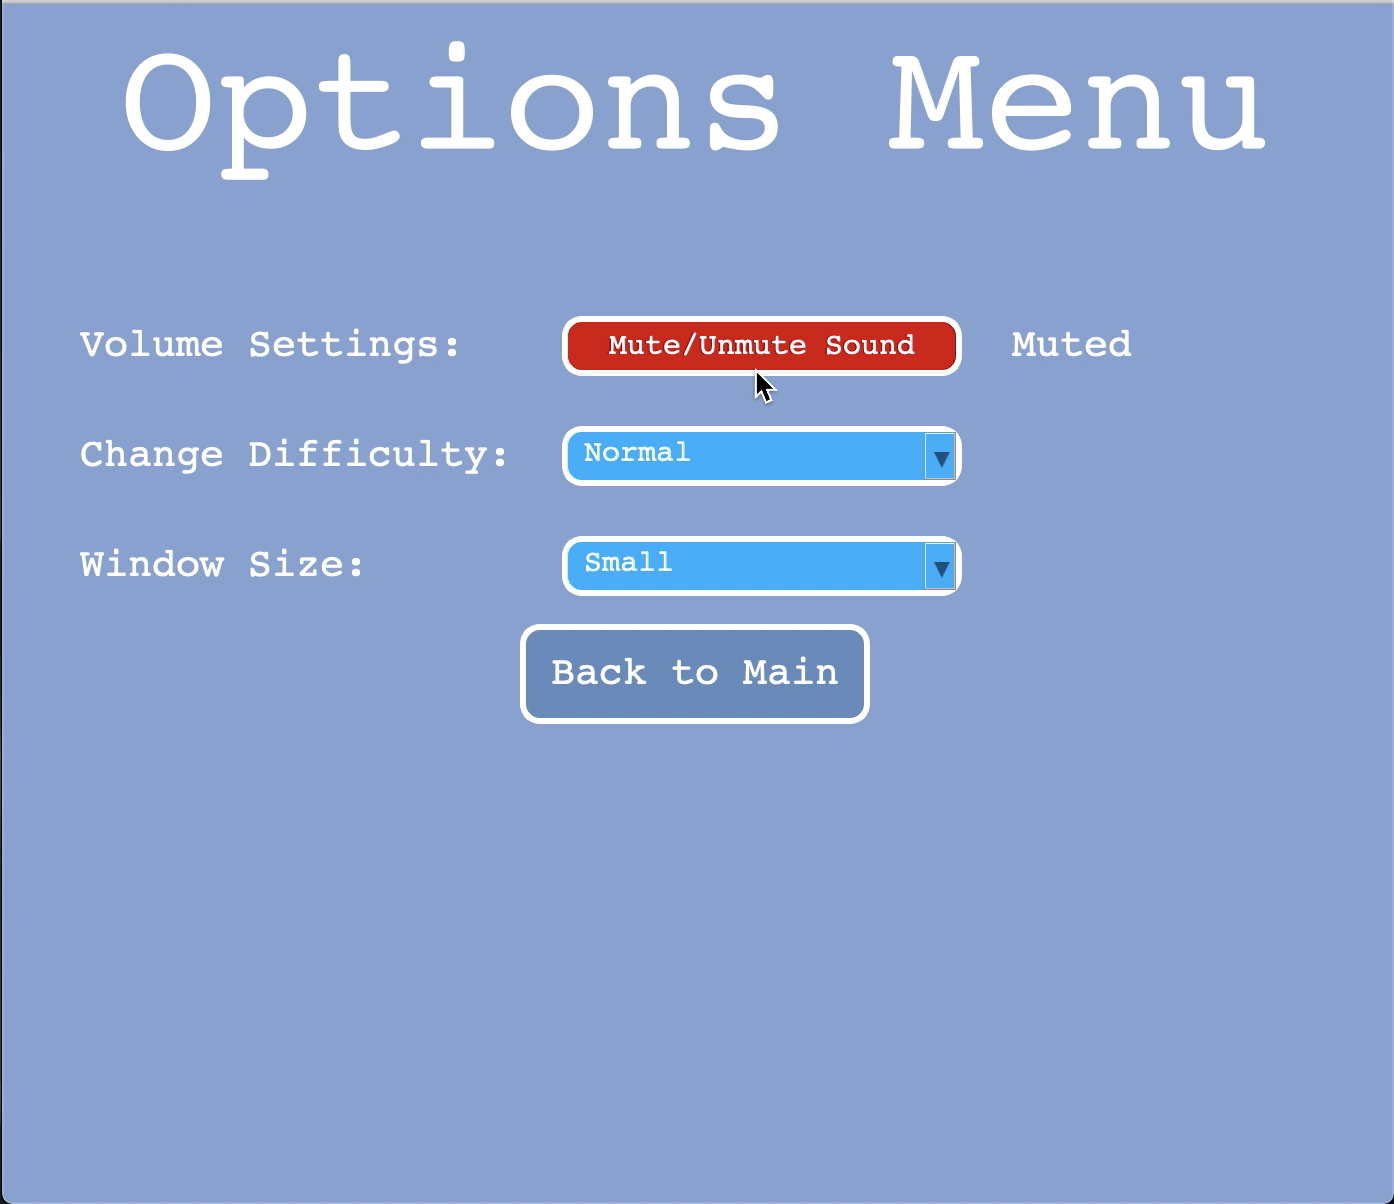 Options Menu
Volume Settings: Mute/Unmute Sound Muted
Change Difficulty: Normal ▼
Window Size: Small ▼
Back to Main